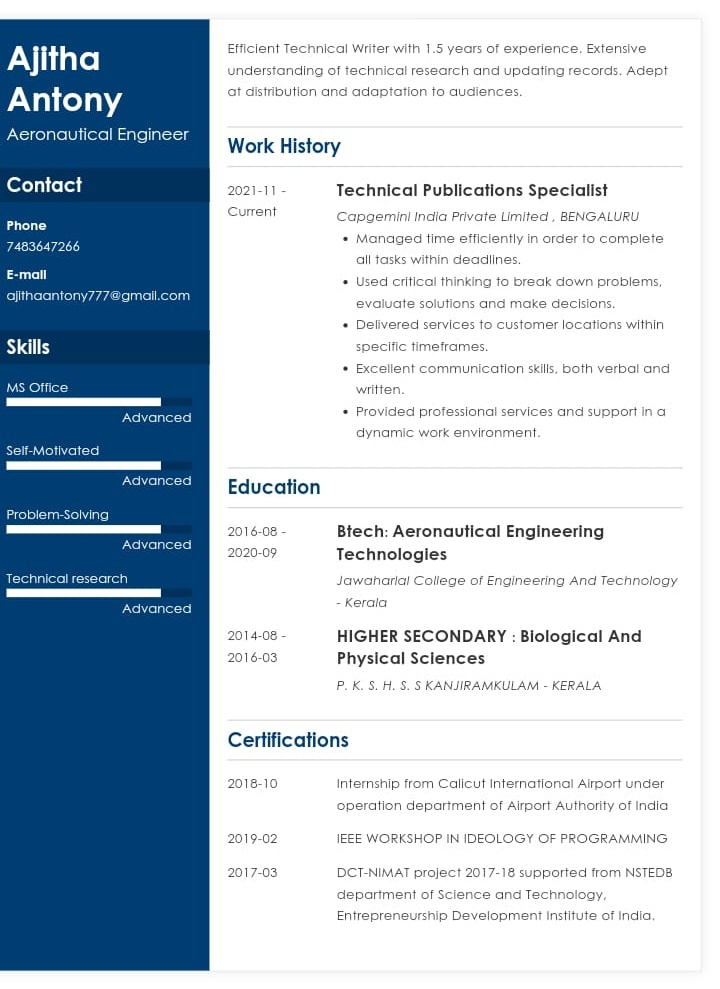 Ajitha
Antony
Aeronautical Engineer
Contact
Phone
7483647266
E-mail
ajithaantony777@gmail.com
Skills
MS Office
Advanced
Self-Motivated
Advanced
Problem-Solving
Advanced
Technical research
Advanced
Efficient Technical Writer with 1.5 years of experience. Extensive
understanding of technical research and updating records. Adept
at distribution and adaptation to audiences.
Work History
2021-11 -
Current
Technical Publications Specialist
Capgemini India Private Limited , BENGALURU
• Managed time efficiently in order to complete
all tasks within deadlines.
• Used critical thinking to break down problems,
evaluate solutions and make decisions.
• Delivered services to customer locations within
specific timeframes.
• Excellent communication skills, both verbal and
written.
• Provided professional services and support in a
dynamic work environment.
Education
2016-08 -
2020-09
Btech: Aeronautical Engineering
Technologies
Jawaharlal College of Engineering And Technology
- Kerala
2014-08 -
2016-03
HIGHER SECONDARY : Biological And
Physical Sciences
P. K. S. H. S. S KANJIRAMKULAM - KERALA
Certifications
2018-10
Internship from Calicut International Airport under
operation department of Airport Authority of India
2019-02
IEEE WORKSHOP IN IDEOLOGY OF PROGRAMMING
2017-03
DCT-NIMAT project 2017-18 supported from NSTEDB
department of Science and Technology,
Entrepreneurship Development Institute of India.